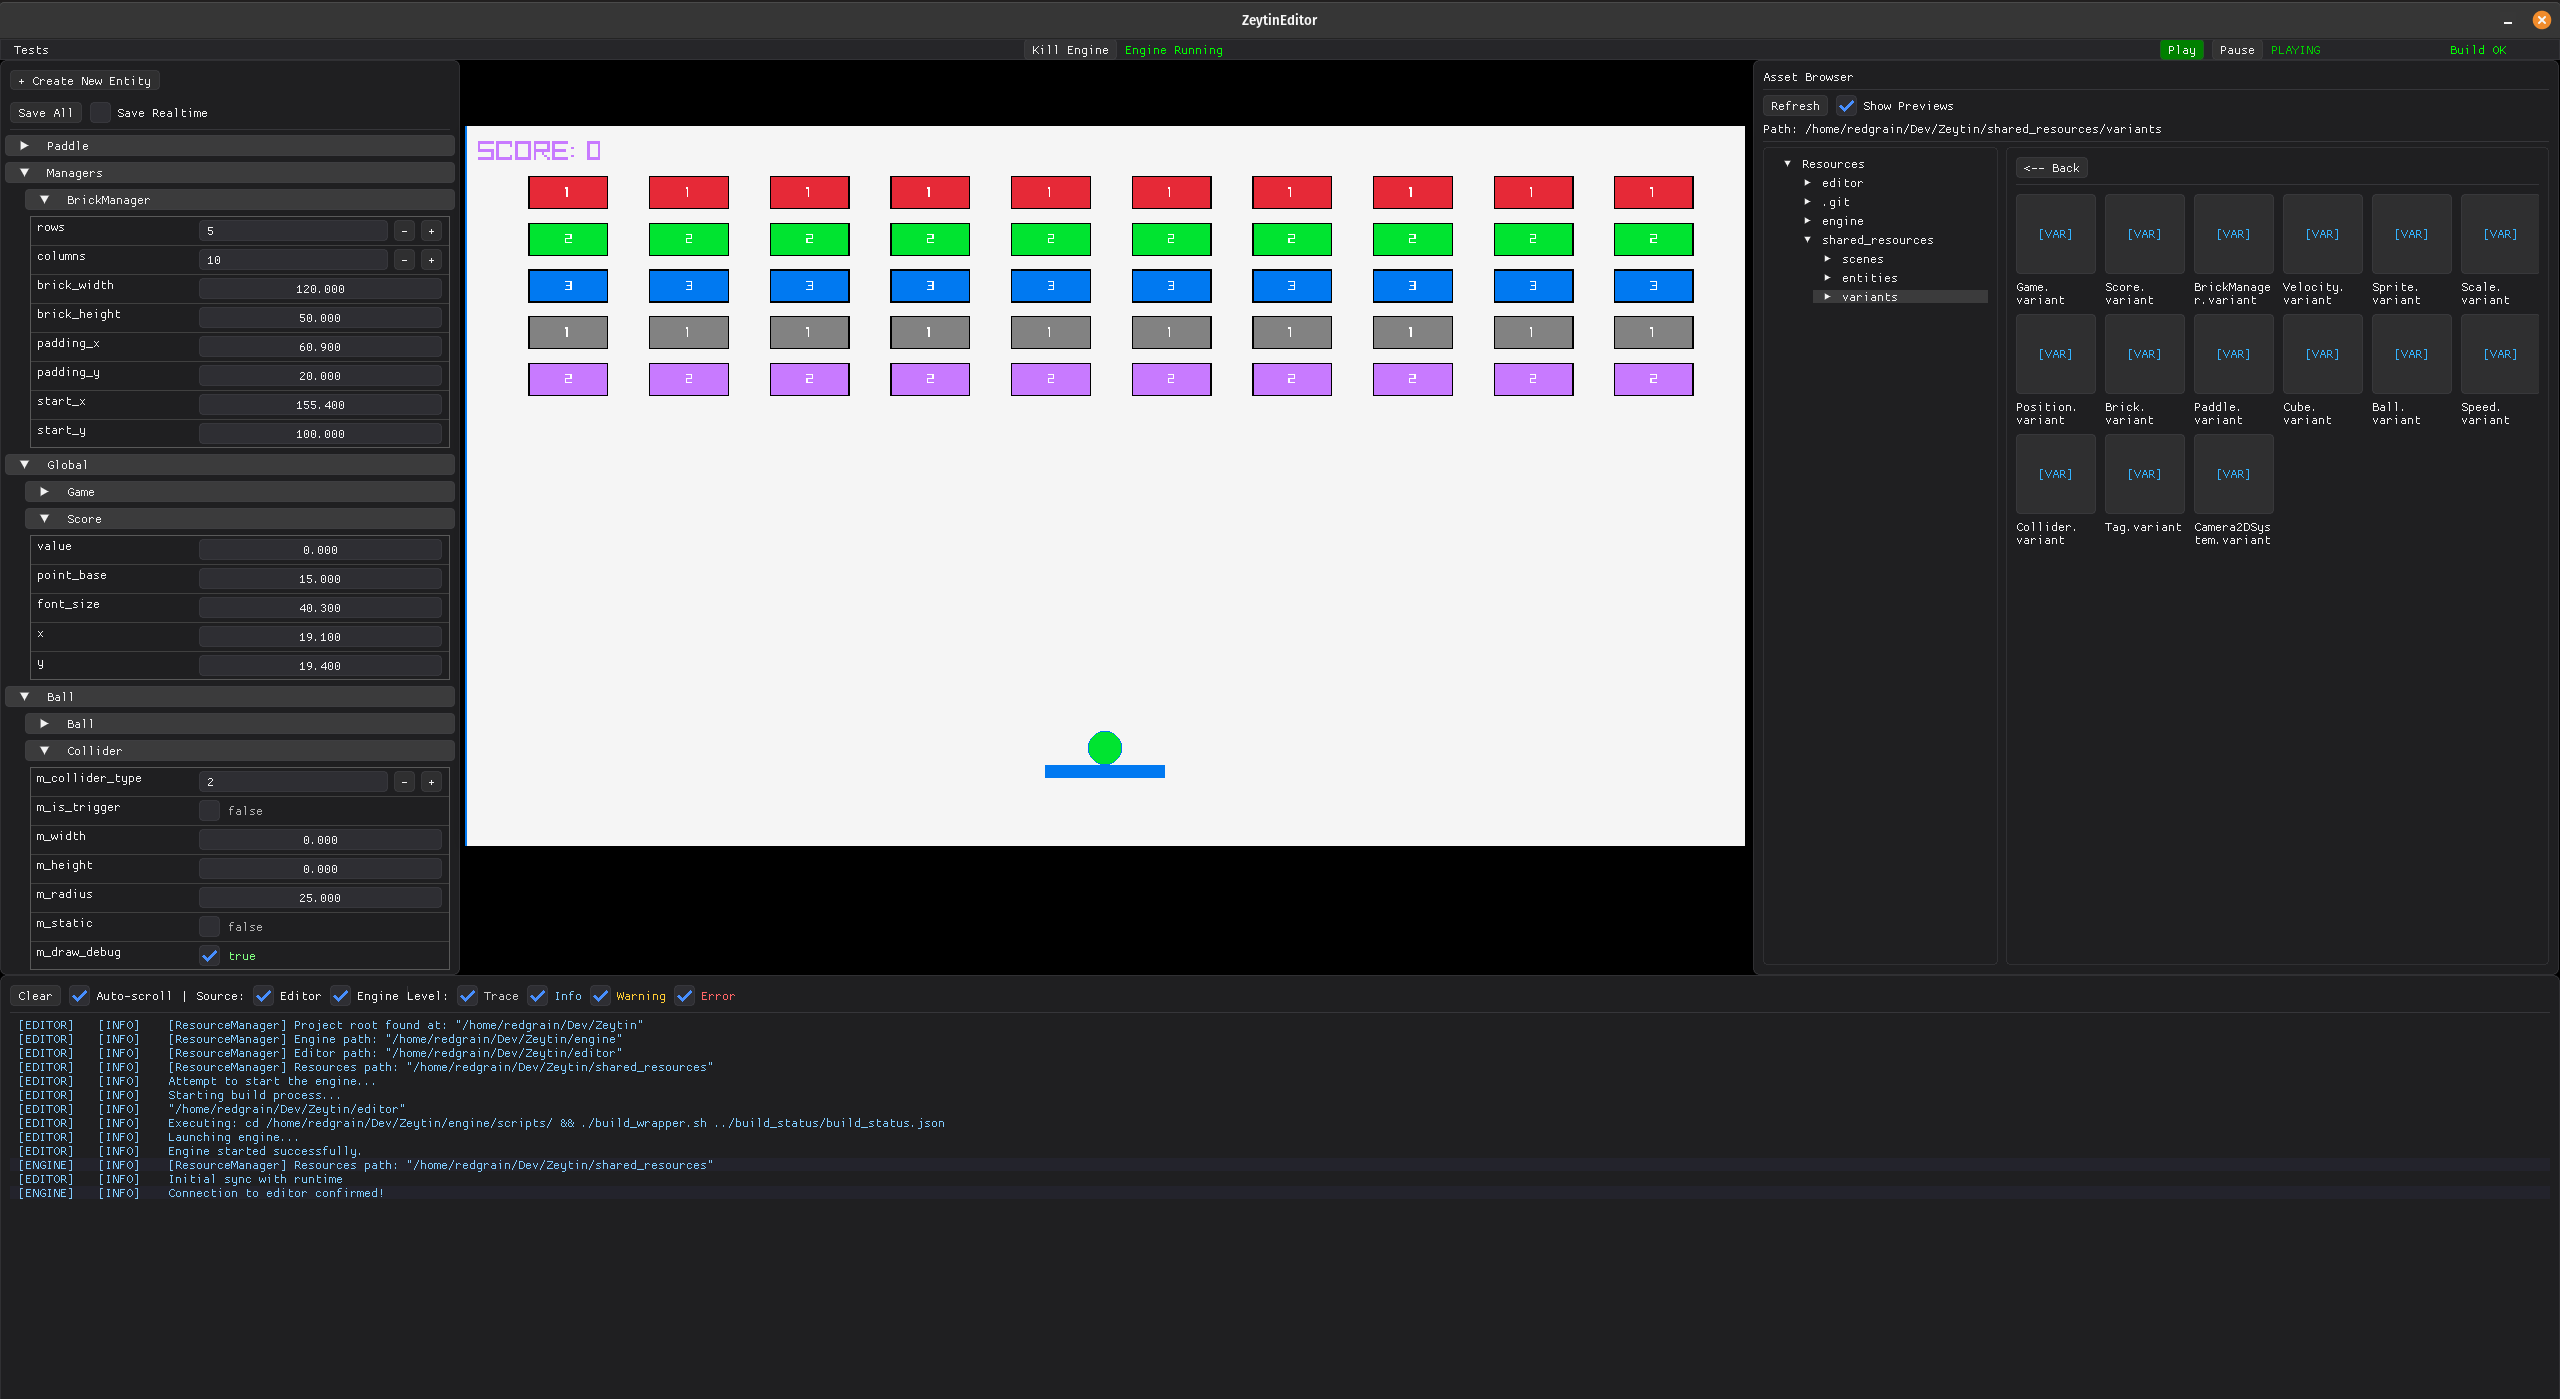 ZeytinEditor
Tests
Kill Engine Engine Running
Play Pause PLAYING Build OK
+ Create New Entity
Save All Save Realtime
Paddle
Managers
BrickManager
rows 5 - +
columns 10 - +
brick_width 120.000
brick_height 50.000
padding_x 60.900
padding_y 20.000
start_x 155.400
start_y 100.000
Global
Game
Score
value 0.000
point_base 15.000
font_size 40.300
x 19.100
y 19.400
Ball
Ball
Collider
m_collider_type 2 - +
m_is_trigger false
m_width 0.000
m_height 0.000
m_radius 25.000
m_static false
m_draw_debug true
SCORE: 0
1 1 1 1 1 1 1 1 1 1
2 2 2 2 2 2 2 2 2 2
3 3 3 3 3 3 3 3 3 3
1 1 1 1 1 1 1 1 1 1
2 2 2 2 2 2 2 2 2 2
Asset Browser
Refresh Show Previews
Path: /home/redgrain/Dev/Zeytin/shared_resources/variants
Resources
editor
.git
engine
shared_resources
scenes
entities
variants
<-- Back
[VAR] [VAR] [VAR] [VAR] [VAR] [VAR]
Game. Score. BrickManage Velocity. Sprite. Scale.
variant variant r.variant variant variant variant
[VAR] [VAR] [VAR] [VAR] [VAR] [VAR]
Position. Brick. Paddle. Cube. Ball. Speed.
variant variant variant variant variant variant
[VAR] [VAR] [VAR]
Collider. Tag.variant Camera2DSys
variant tem.variant
Clear Auto-scroll | Source: Editor Engine Level: Trace Info Warning Error
[EDITOR] [INFO] [ResourceManager] Project root found at: "/home/redgrain/Dev/Zeytin"
[EDITOR] [INFO] [ResourceManager] Engine path: "/home/redgrain/Dev/Zeytin/engine"
[EDITOR] [INFO] [ResourceManager] Editor path: "/home/redgrain/Dev/Zeytin/editor"
[EDITOR] [INFO] [ResourceManager] Resources path: "/home/redgrain/Dev/Zeytin/shared_resources"
[EDITOR] [INFO] Attempt to start the engine...
[EDITOR] [INFO] Starting build process...
[EDITOR] [INFO] "/home/redgrain/Dev/Zeytin/editor"
[EDITOR] [INFO] Executing: cd /home/redgrain/Dev/Zeytin/engine/scripts/ && ./build_wrapper.sh ../build_status/build_status.json
[EDITOR] [INFO] Launching engine...
[EDITOR] [INFO] Engine started successfully.
[ENGINE] [INFO] [ResourceManager] Resources path: "/home/redgrain/Dev/Zeytin/shared_resources"
[EDITOR] [INFO] Initial sync with runtime
[ENGINE] [INFO] Connection to editor confirmed!